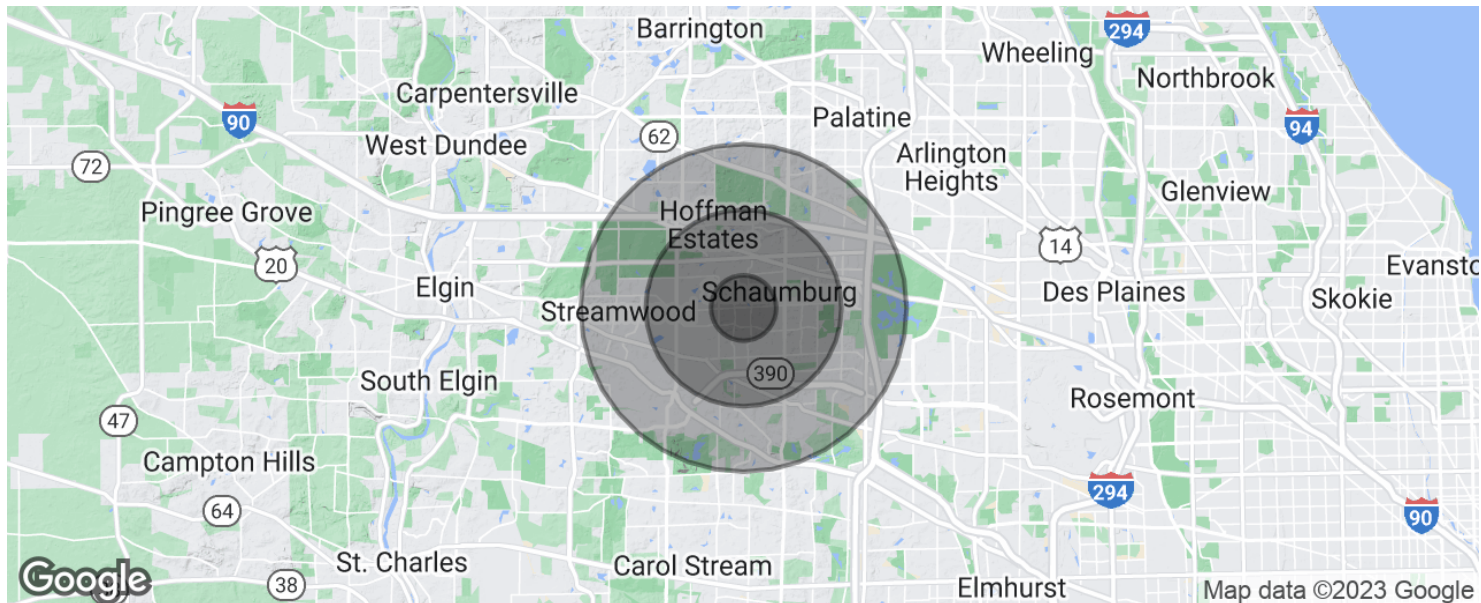 Barrington
294
Wheeling
Northbrook
Carpentersville
90
Palatine
94
62
West Dundee
72
Arlington
Heights
Glenview
Pingree Grove
Hoffman
Estates
14
20
Evansto
Elgin
Schaumburg
Des Plaines
Skokie
Streamwood
390
South Elgin
Rosemont
47
Campton Hills
294
64
90
St. Charles
Carol Stream
Google
38
Elmhurst
Map data ©2023 Google